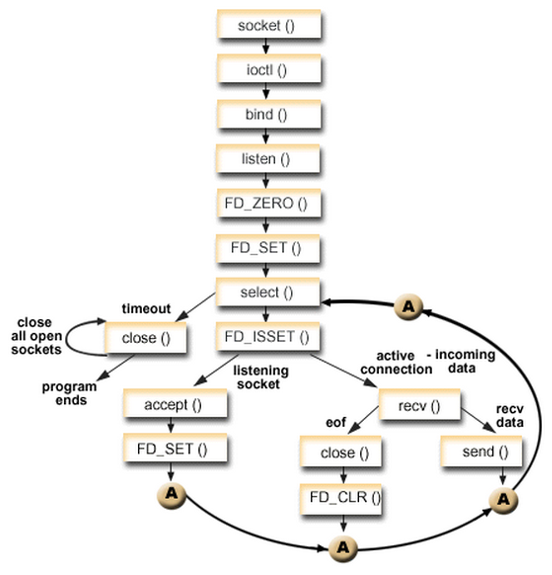 socket ()
ioctl ()
bind ()
listen ()
FD_ZERO ()
FD_SET ()
select ()
A
timeout
close
all open
sockets
close ()
FD_ISSET ()
program
ends
listening
socket
active
connection
- incoming
data
accept ()
recv ()
eof
recv
data
FD_SET ()
close ()
send ()
A
FD_CLR ()
A
A